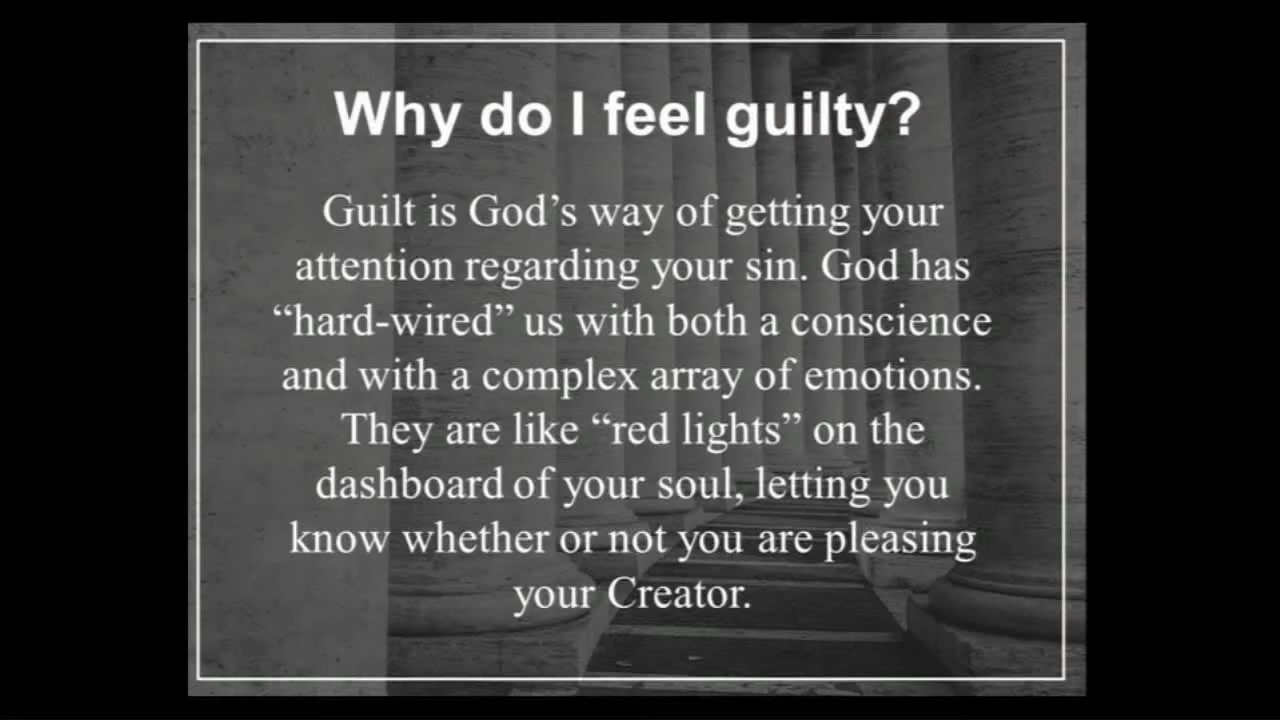 Why do I feel guilty?
Guilt is God’s way of getting your
attention regarding your sin. God has
“hard-wired” us with both a conscience
and with a complex array of emotions.
They are like “red lights” on the
dashboard of your soul, letting you
know whether or not you are pleasing
your Creator.